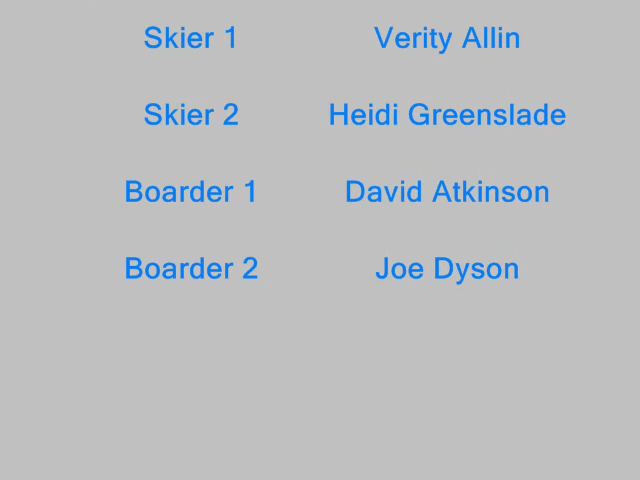 Skier 1 Verity Allin
Skier 2 Heidi Greenslade
Boarder 1 David Atkinson
Boarder 2 Joe Dyson